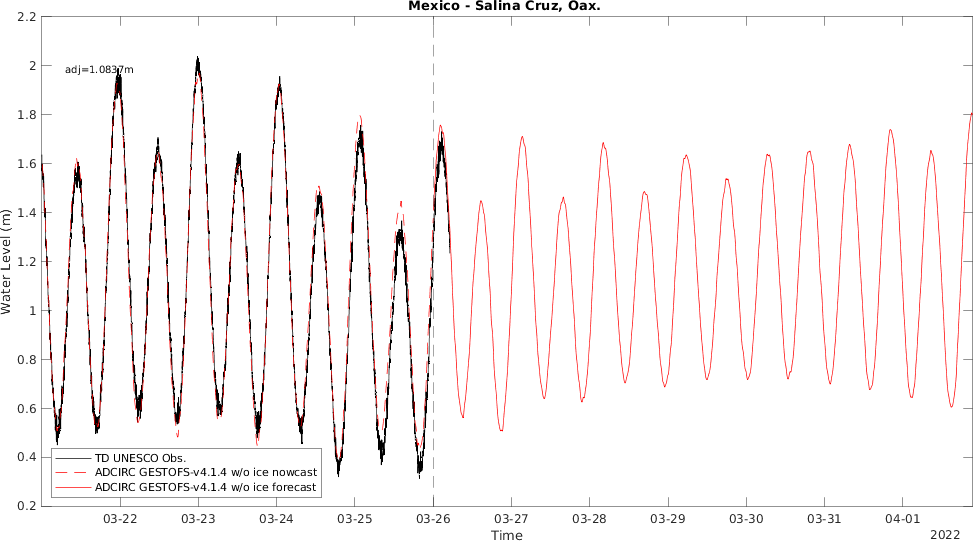 Mexico - Salina Cruz, Oax.
2.2
2
1.8
1.6
1.4
1.2
1
0.8
0.6
0.4
0.2
Water Level (m)
adj=1.0837m
TD UNESCO Obs.
ADCIRC GESTOFS-v4.1.4 w/o ice nowcast
ADCIRC GESTOFS-v4.1.4 w/o ice forecast
03-22 03-23 03-24 03-25 03-26 03-27 03-28 03-29 03-30 03-31 04-01
Time
2022